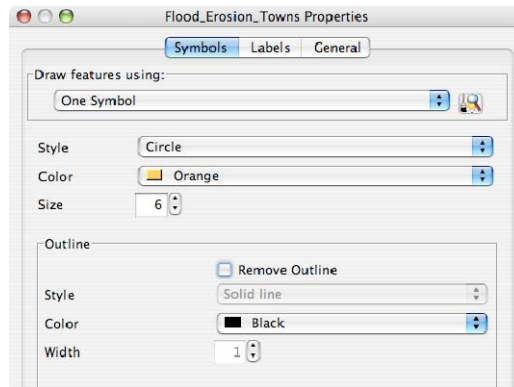 Flood_Erosion_Towns Properties
Symbols Labels General
Draw features using:
One Symbol
Style Circle
Color Orange
Size 6
Outline
Remove Outline
Style Solid line
Color Black
Width 1